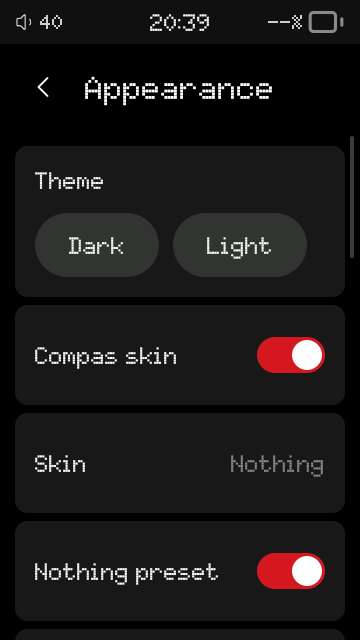 40
20:39
--%
Appearance
Theme
Dark
Light
Compas skin
Skin
Nothing
Nothing preset